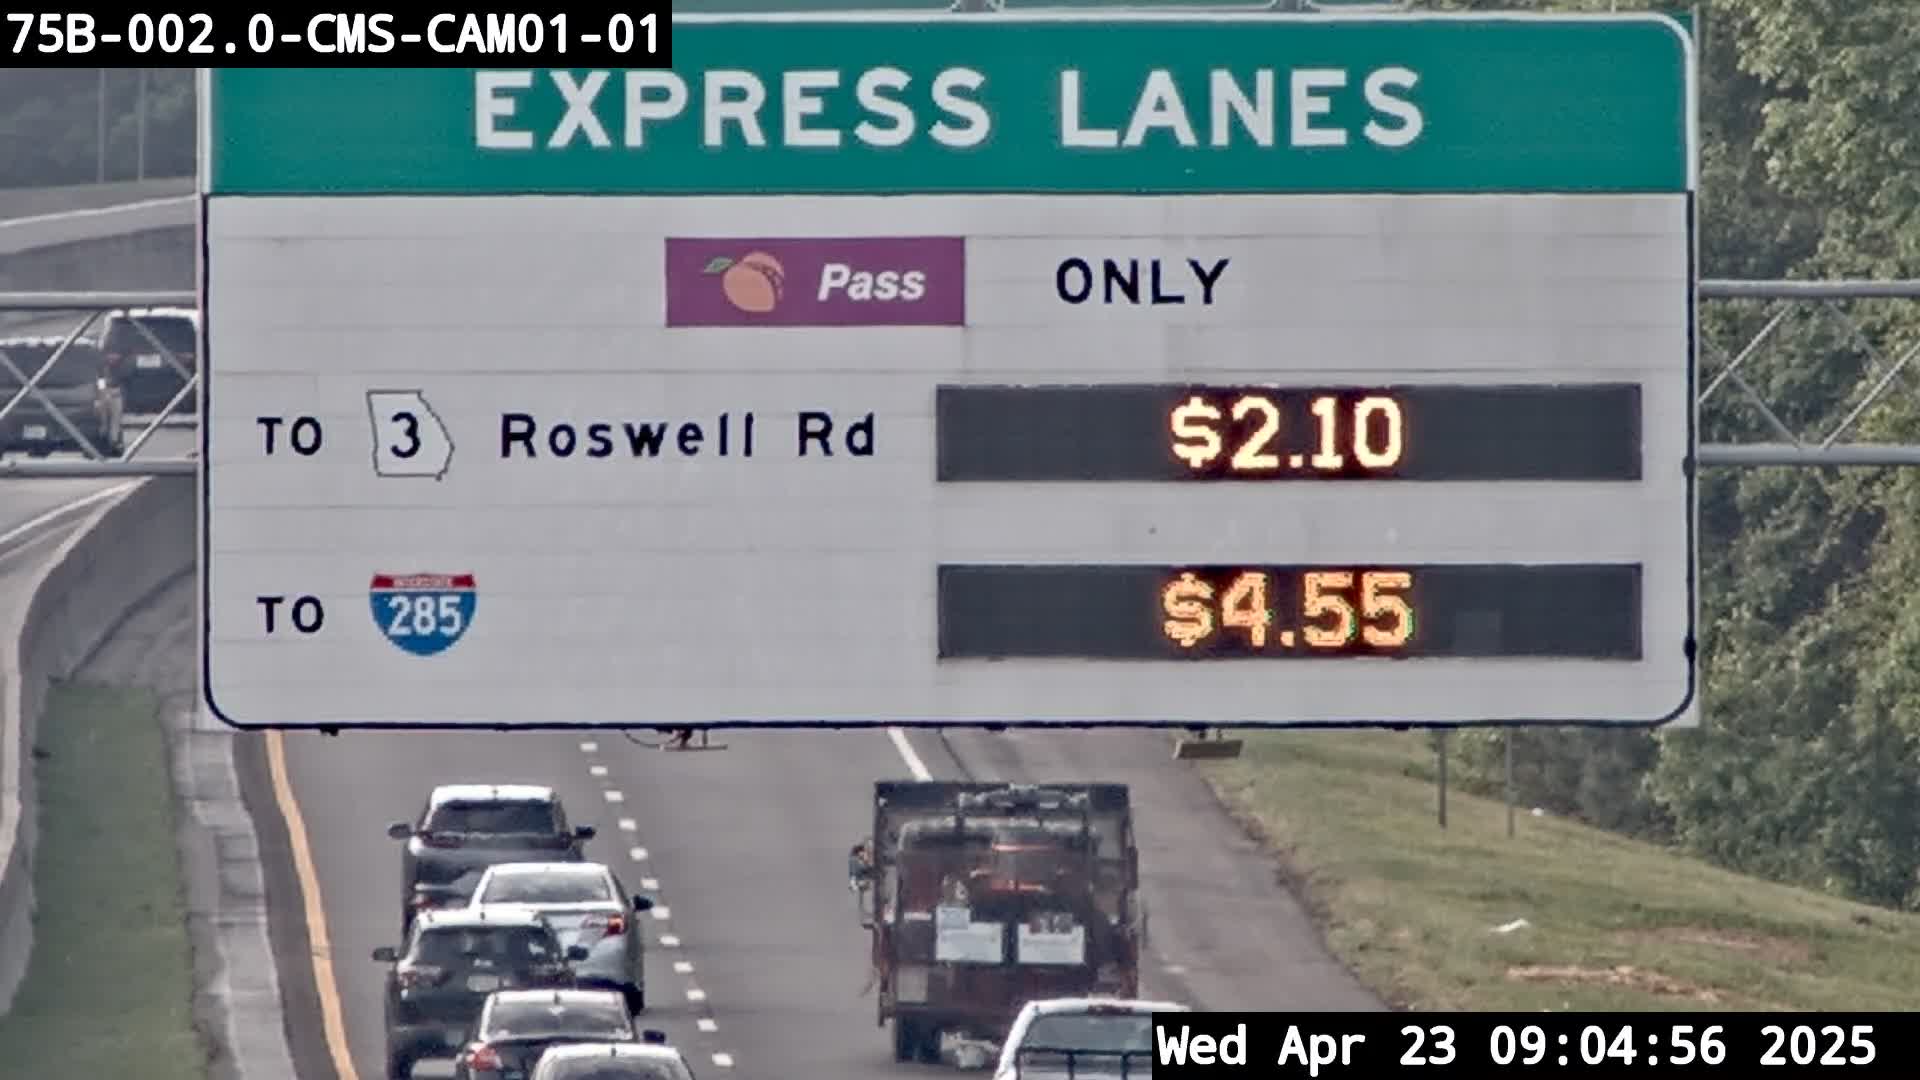 75B-002.0-CMS-CAM01-01
EXPRESS LANES
Pass ONLY
TO 3 Roswell Rd $2.10
TO 285 $4.55
Wed Apr 23 09:04:56 2025